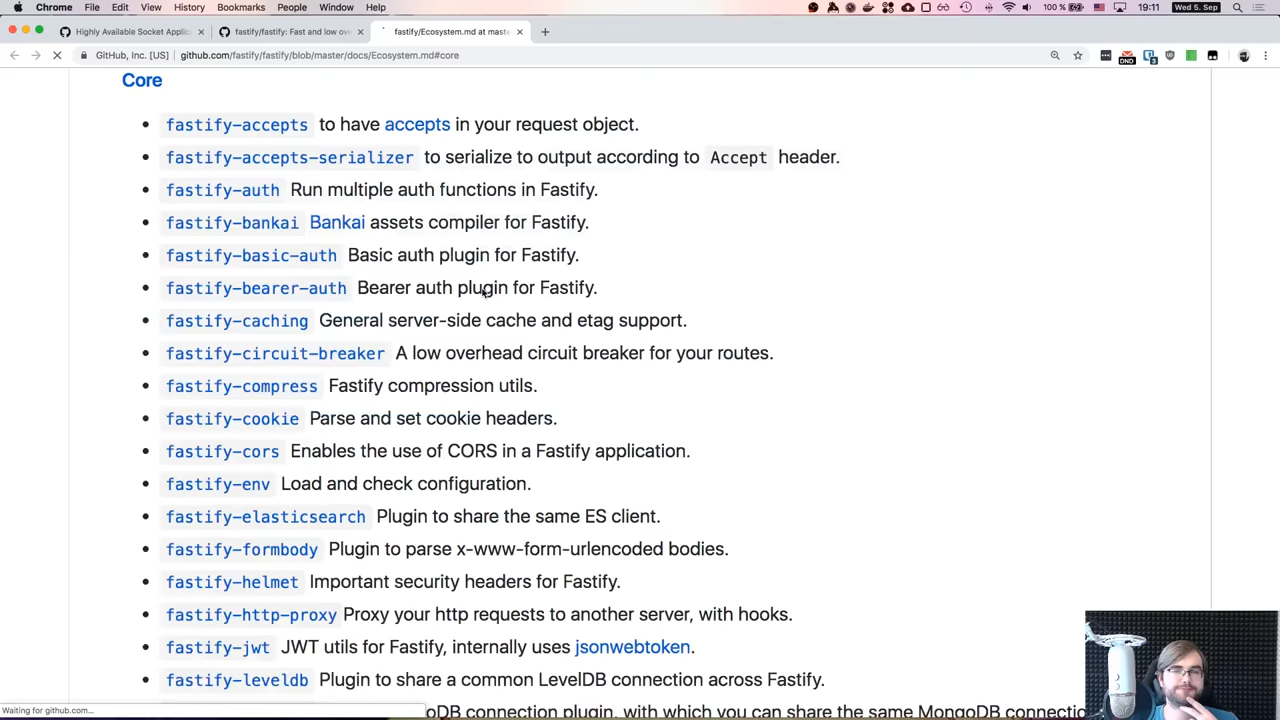 Chrome File Edit View History Bookmarks People Window Help 100 % 19:11 Wed 5. Sep
Highly Available Socket Applic
fastify/fastify: Fast and low ov
fastify/Ecosystem.md at mast
GitHub, Inc. [US] github.com/fastify/fastify/blob/master/docs/Ecosystem.md#core
DND
Core
fastify-accepts to have accepts in your request object.
fastify-accepts-serializer to serialize to output according to Accept header.
fastify-auth Run multiple auth functions in Fastify.
fastify-bankai Bankai assets compiler for Fastify.
fastify-basic-auth Basic auth plugin for Fastify.
fastify-bearer-auth Bearer auth plugin for Fastify.
fastify-caching General server-side cache and etag support.
fastify-circuit-breaker A low overhead circuit breaker for your routes.
fastify-compress Fastify compression utils.
fastify-cookie Parse and set cookie headers.
fastify-cors Enables the use of CORS in a Fastify application.
fastify-env Load and check configuration.
fastify-elasticsearch Plugin to share the same ES client.
fastify-formbody Plugin to parse x-www-form-urlencoded bodies.
fastify-helmet Important security headers for Fastify.
fastify-http-proxy Proxy your http requests to another server, with hooks.
fastify-jwt JWT utils for Fastify, internally uses jsonwebtoken.
fastify-leveldb Plugin to share a common LevelDB connection across Fastify.
oDB connection plugin, with which you can share the same MongoDB connectio
Waiting for github.com...